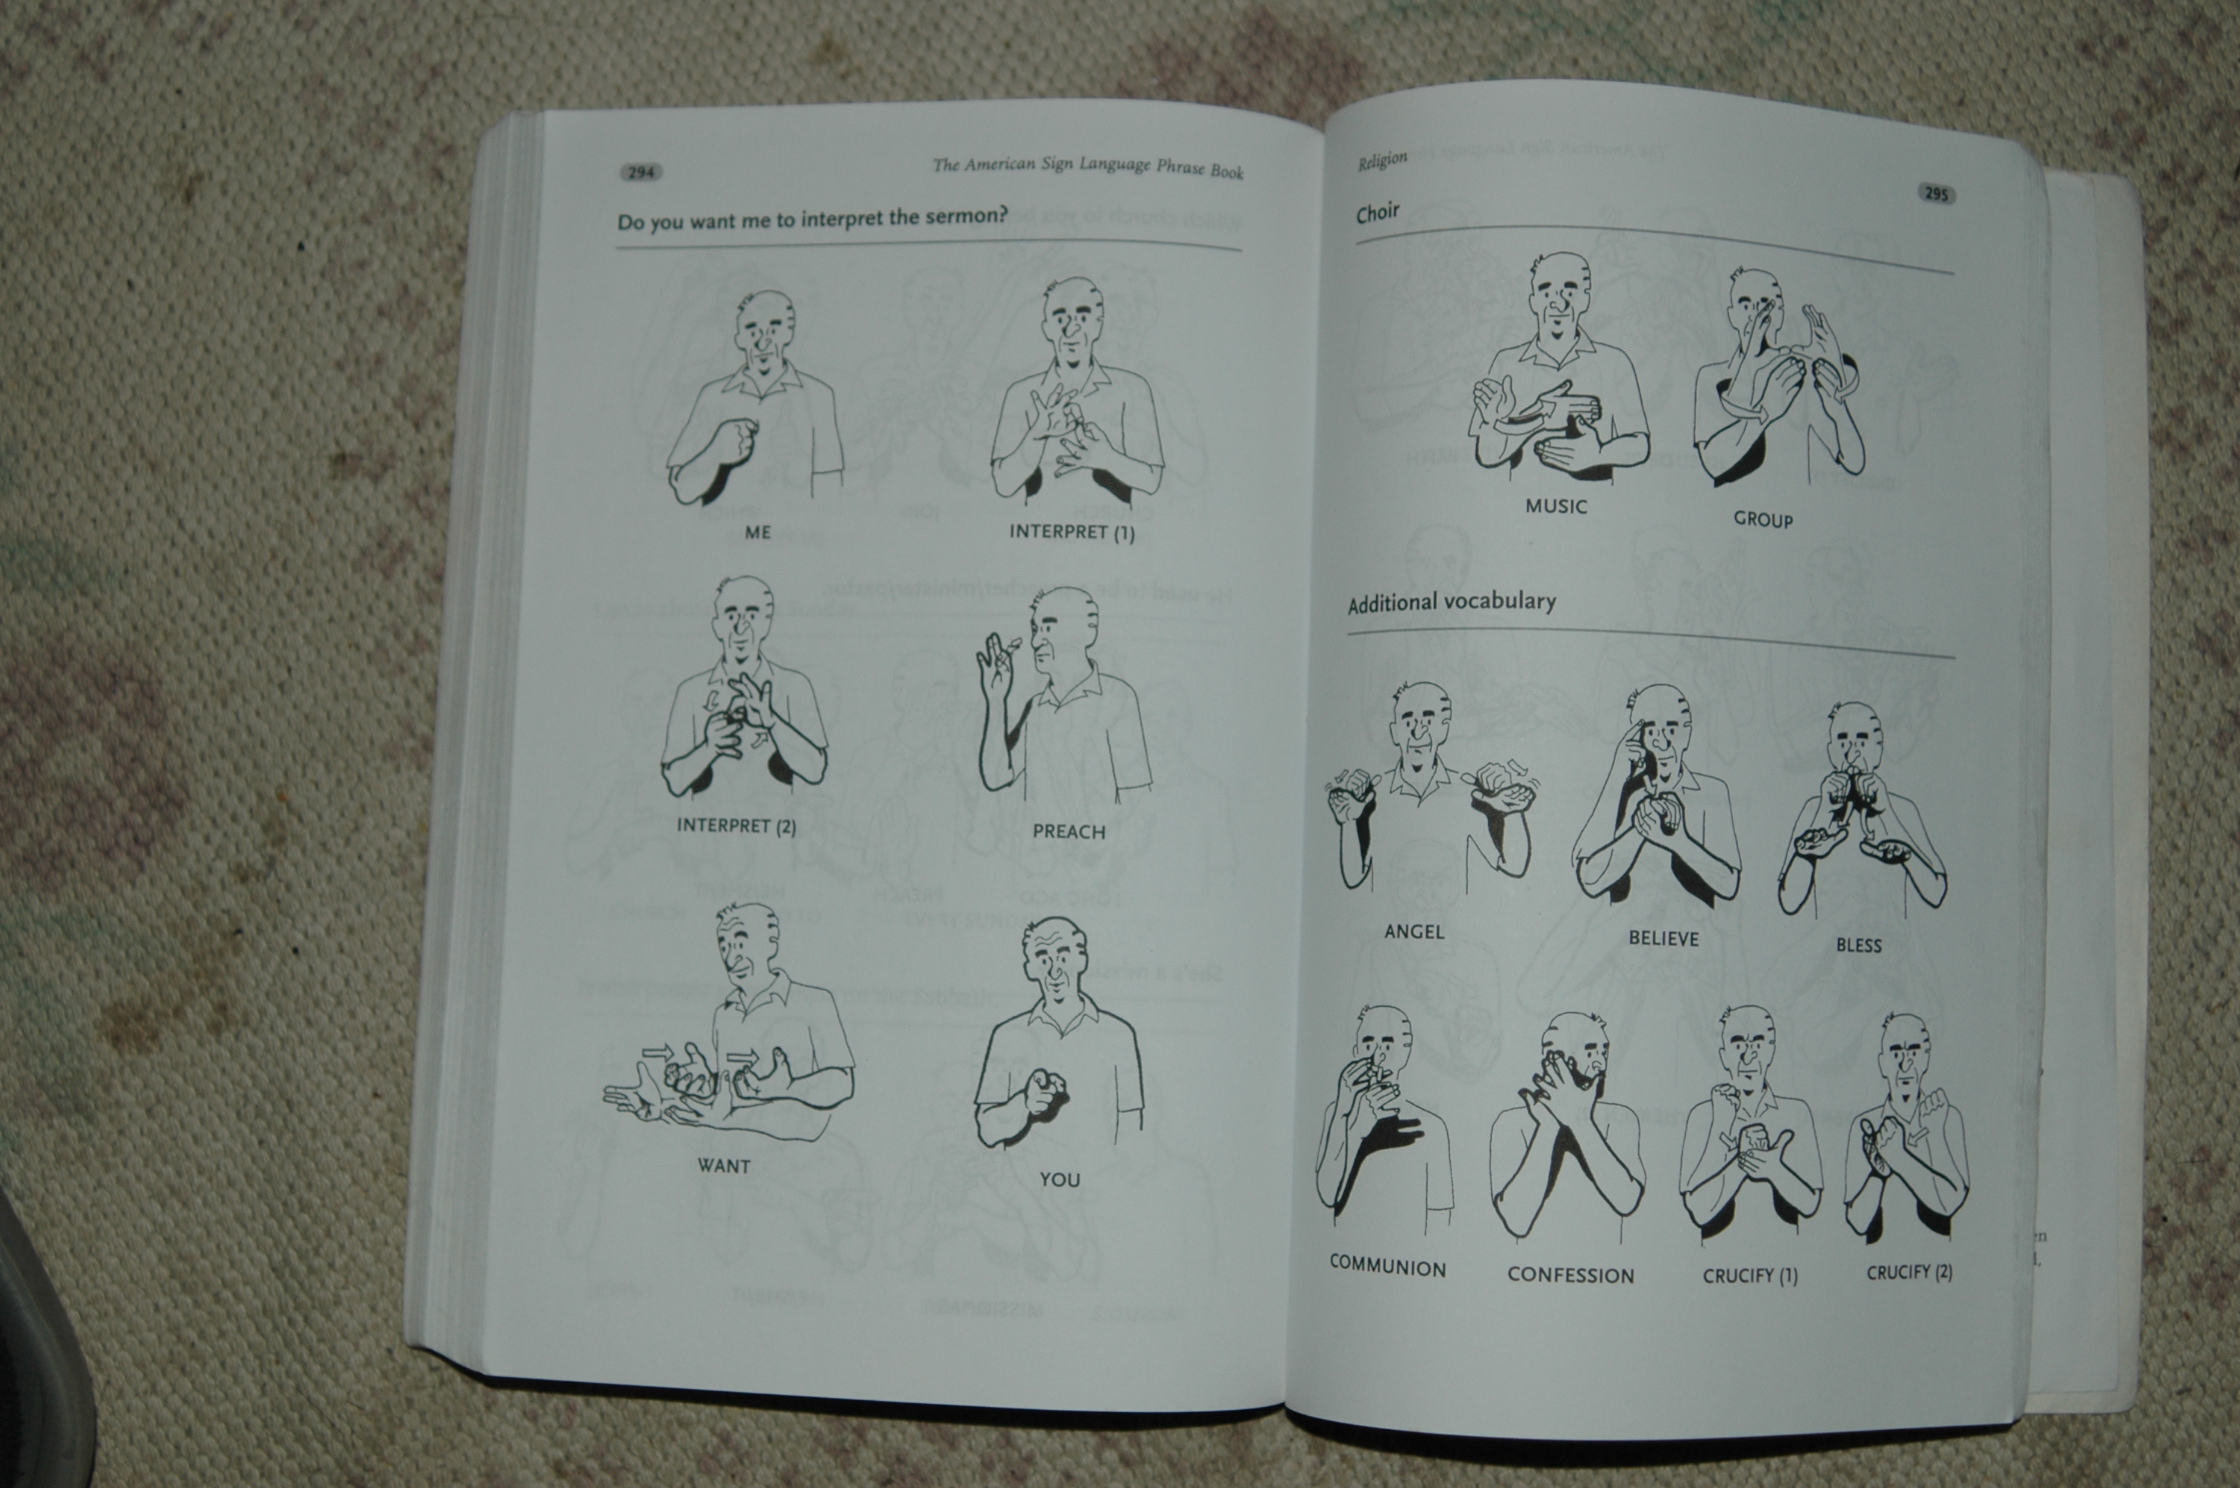 294
The American Sign Language Phrase Book
Do you want me to interpret the sermon?
ME
INTERPRET (1)
INTERPRET (2)
PREACH
WANT
YOU
Religion
295
Choir
MUSIC
GROUP
Additional vocabulary
ANGEL
BELIEVE
BLESS
COMMUNION
CONFESSION
CRUCIFY (1)
CRUCIFY (2)